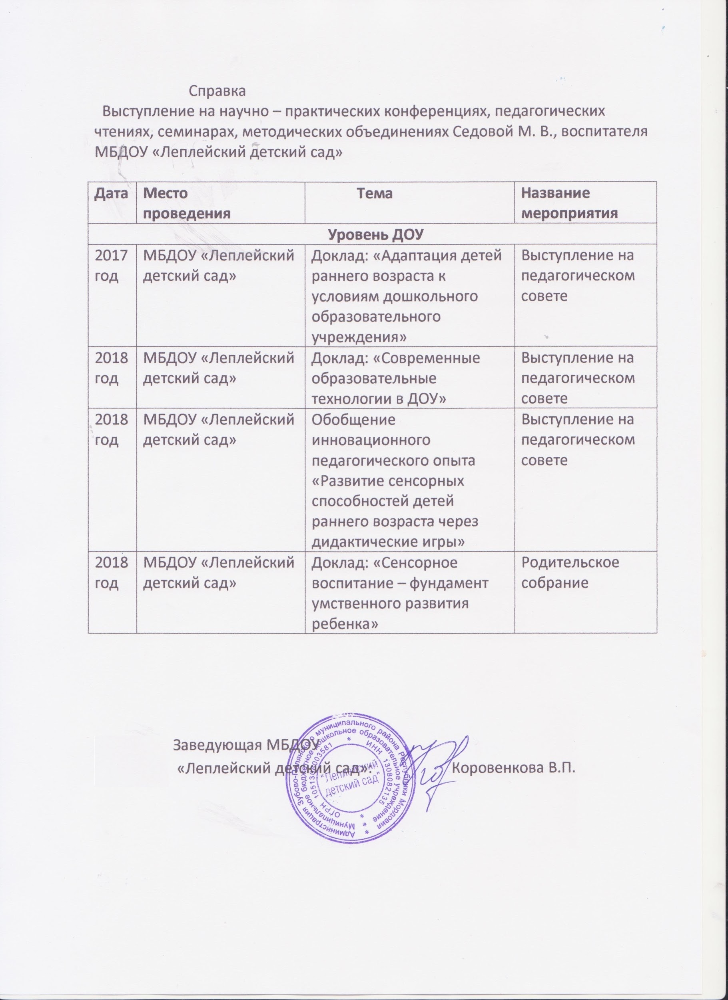 Справка
Выступление на научно – практических конференциях, педагогических
чтениях, семинарах, методических объединениях Седовой М. В., воспитателя
МБДОУ «Леплейский детский сад»
Дата Место Тема Название
проведения мероприятия
Уровень ДОУ
2017 МБДОУ «Леплейский Доклад: «Адаптация детей Выступление на
год детский сад» раннего возраста к педагогическом
условиям дошкольного совете
образовательного
учреждения»
2018 МБДОУ «Леплейский Доклад: «Современные Выступление на
год детский сад» образовательные педагогическом
технологии в ДОУ» совете
2018 МБДОУ «Леплейский Обобщение Выступление на
год детский сад» инновационного педагогическом
педагогического опыта совете
«Развитие сенсорных
способностей детей
раннего возраста через
дидактические игры»
2018 МБДОУ «Леплейский Доклад: «Сенсорное Родительское
год детский сад» воспитание – фундамент собрание
умственного развития
ребенка»
Заведующая МБДОУ
«Леплейский детский сад»: Коровенкова В.П.
Администрация Зубово-Полянского муниципального района Республики Мордовия *
Муниципальное бюджетное дошкольное образовательное учреждение *
ИНН 1308082135 *
"Леплейский
детский сад"